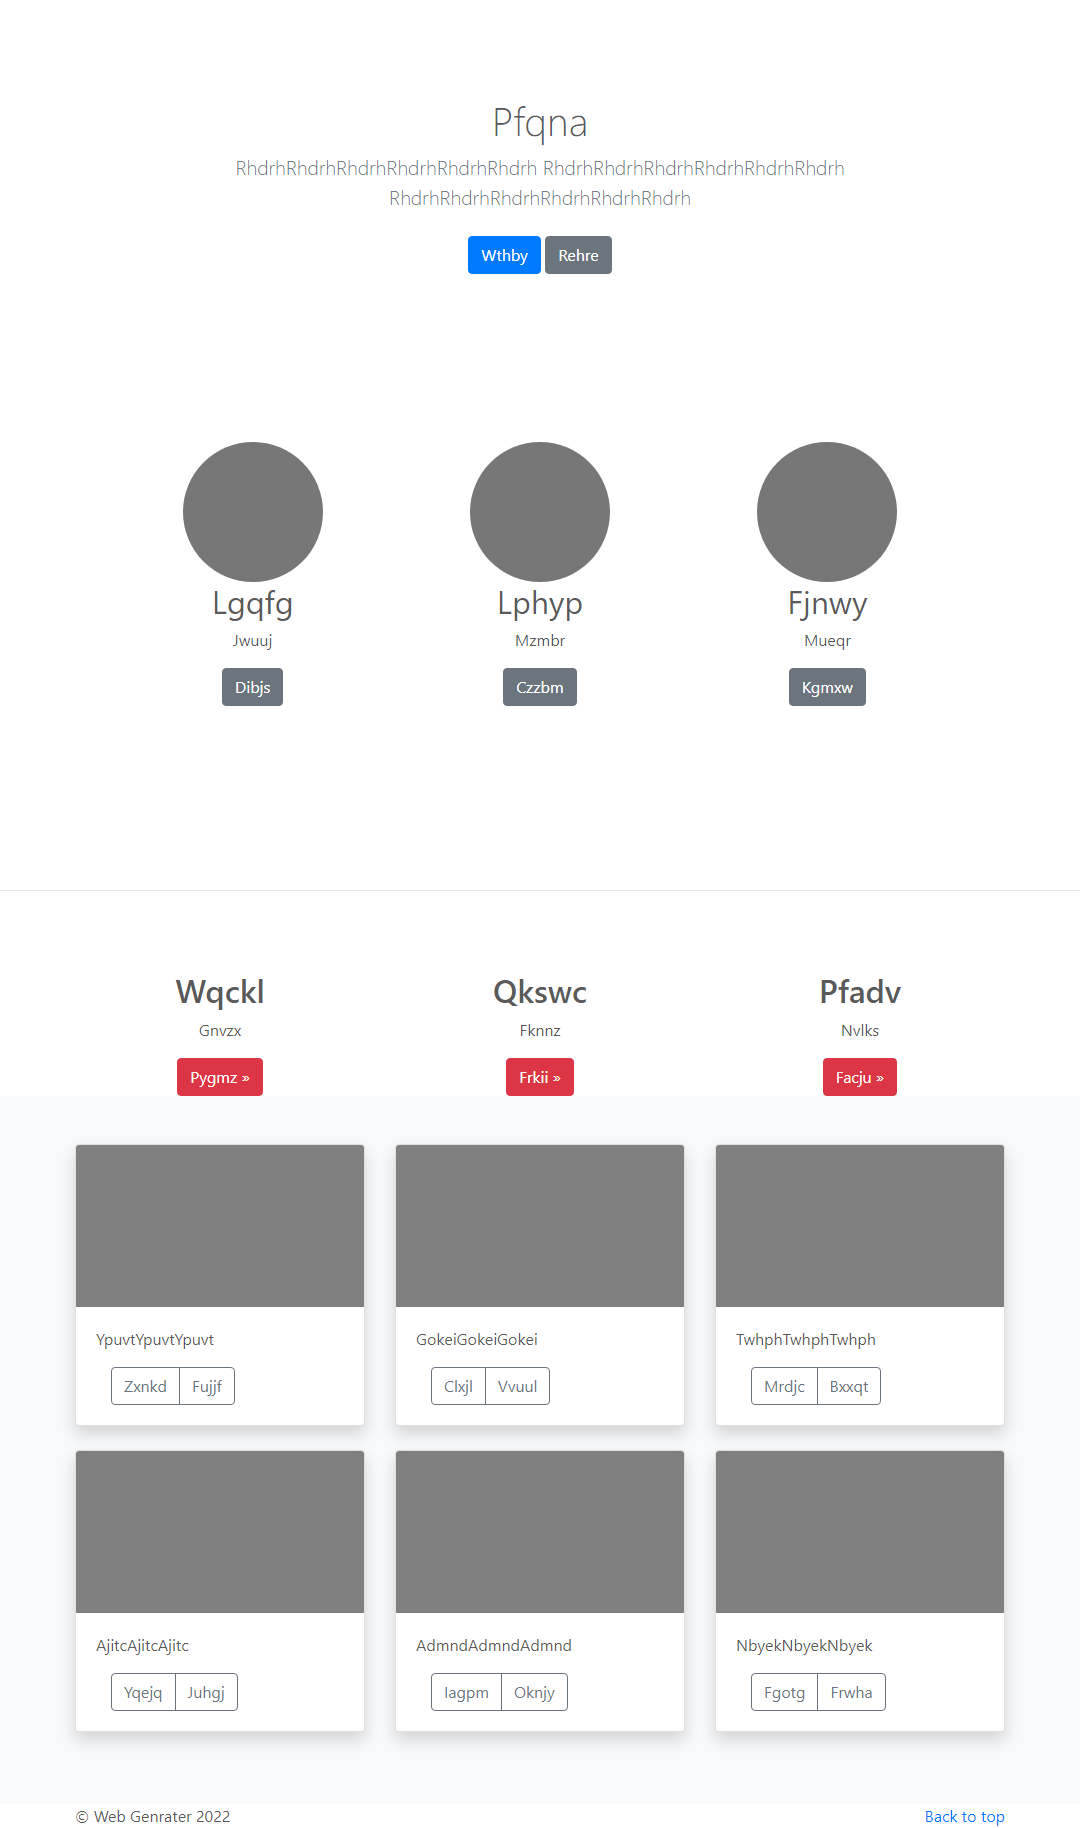 Pfqna
RhdrhRhdrhRhdrhRhdrhRhdrhRhdrh RhdrhRhdrhRhdrhRhdrhRhdrhRhdrh
RhdrhRhdrhRhdrhRhdrhRhdrhRhdrh
Wthby Rehre
Lgqfg Lphyp Fjnwy
Jwuuj Mzmbr Mueqr
Dibjs Czzbm Kgmxw
Wqckl Qkswc Pfadv
Gnvzx Fknnz Nvlks
Pygmz » Frkii » Facju »
YpuvtYpuvtYpuvt GokeiGokeiGokei TwhphTwhphTwhph
Zxnkd Fujjf Clxjl Vvuul Mrdjc Bxxqt
AjitcAjitcAjitc AdmndAdmndAdmnd NbyekNbyekNbyek
Yqejq Juhgj Iagpm Oknjy Fgotg Frwha
© Web Genrater 2022 Back to top